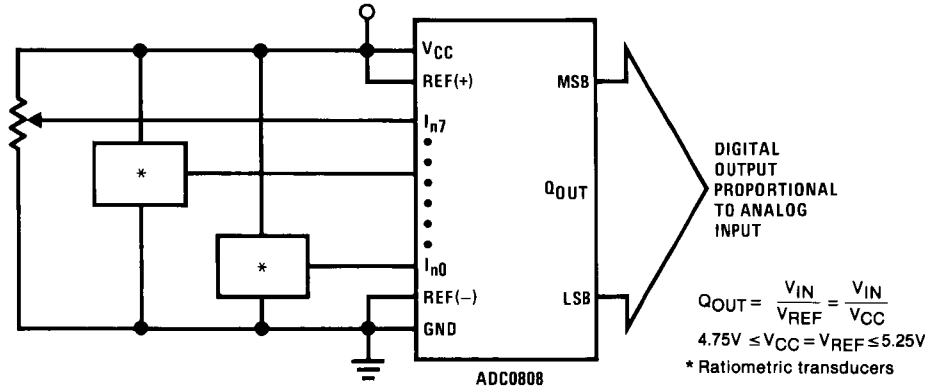 VCC
REF(+)
MSB
In7
*
DIGITAL
OUTPUT
PROPORTIONAL
TO ANALOG
INPUT
QOUT
*
In0
REF(−)
LSB
GND
ADC0808
QOUT = VIN / VREF = VIN / VCC
4.75V ≤ VCC = VREF ≤ 5.25V
* Ratiometric transducers